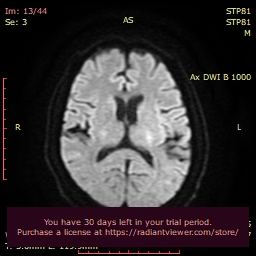 Im: 13/44
Se: 3
AS
STP81
STP81
M
Ax DWI B 1000
R
L
You have 30 days left in your trial period.
Purchase a license at https://radiantviewer.com/store/